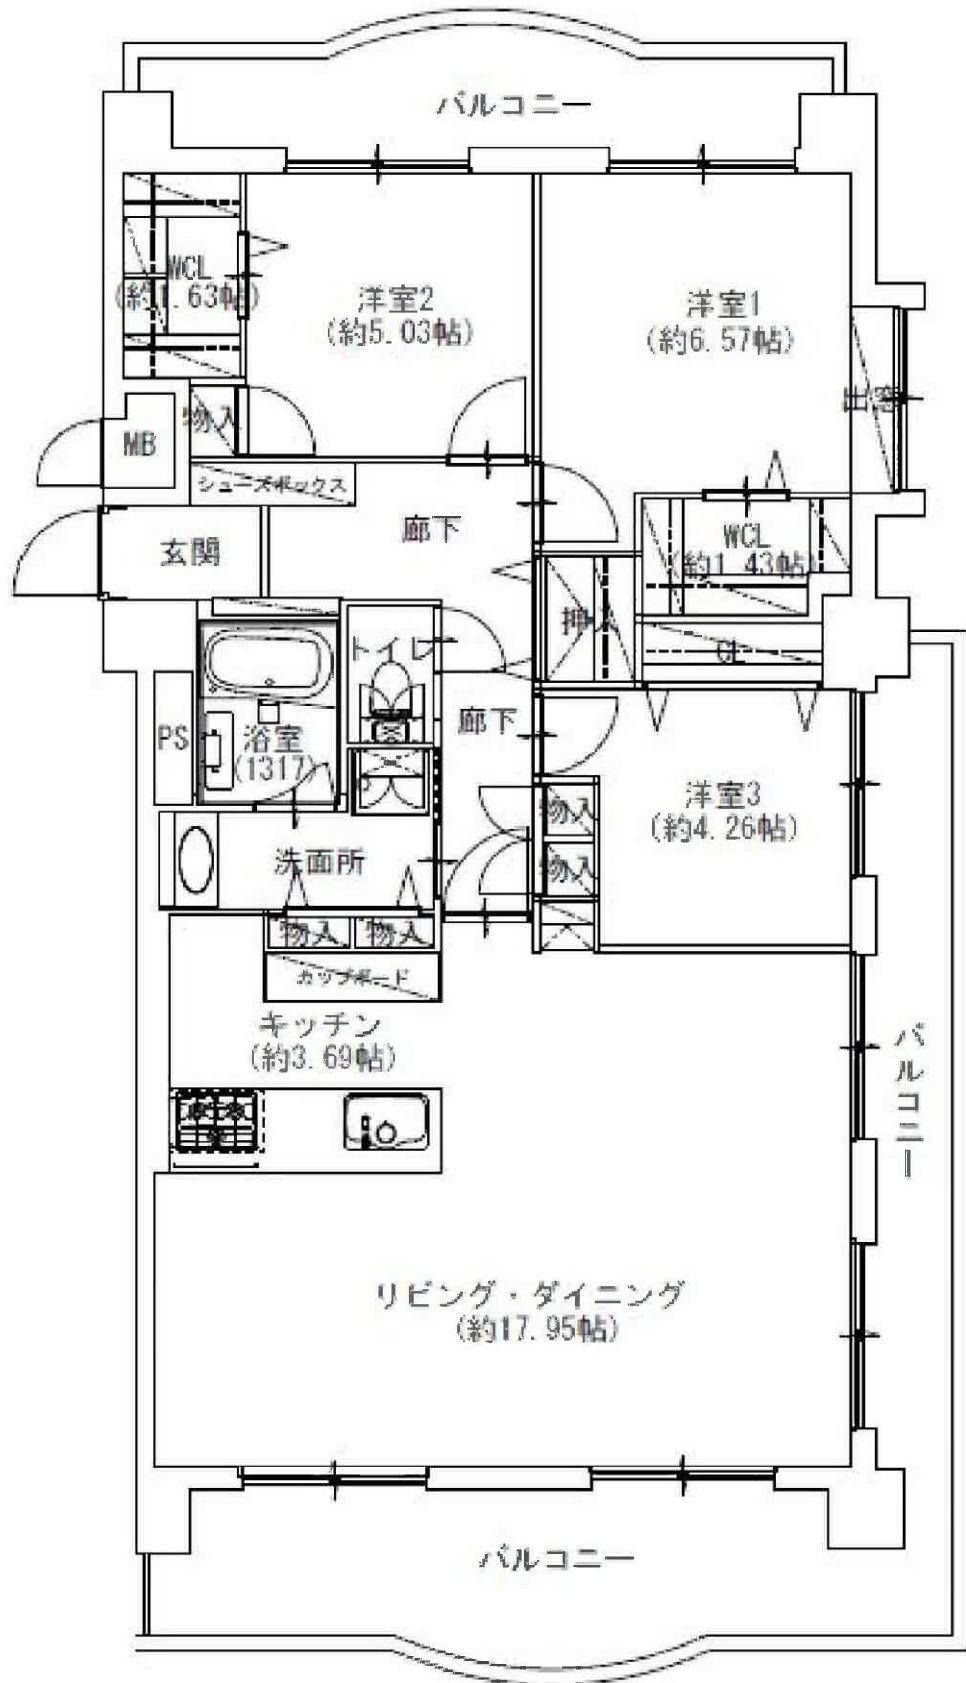 バルコニー
WCL
(約1.63帖)
洋室2
(約5.03帖)
洋室1
(約6.57帖)
出窓
物入
MB
シューズボックス
廊下
玄関
WCL
(約1.43帖)
押入
CL
トイレ
廊下
PS
浴室
(1317)
洋室3
(約4.26帖)
物入
物入
洗面所
物入
物入
カップボード
キッチン
(約3.69帖)
バルコニー
リビング・ダイニング
(約17.95帖)
バルコニー